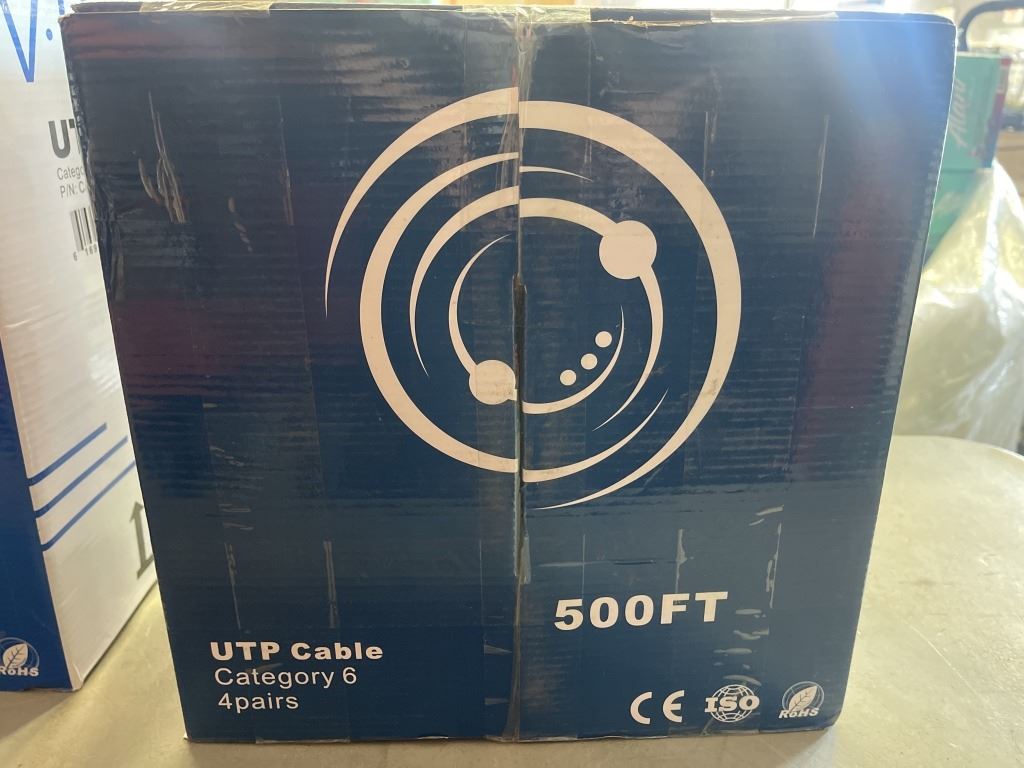 500FT
UTP Cable
Category 6
4pairs
CE ISO RoHS
RoHS